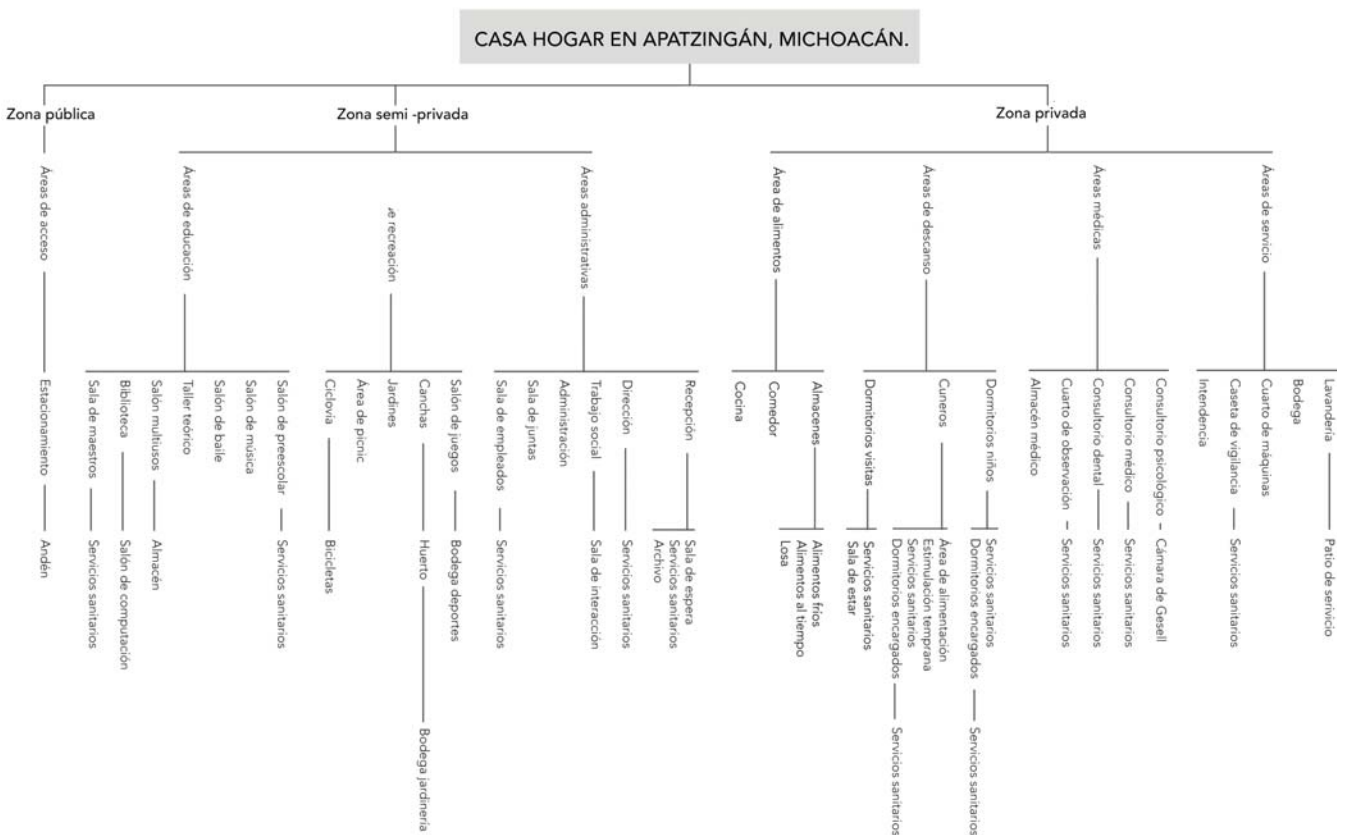 CASA HOGAR EN APATZINGÁN, MICHOACÁN.
Zona pública
Zona semi -privada
Zona privada
Áreas de acceso
Áreas de educación
e recreación
Áreas administrativas
Área de alimentos
Áreas de descanso
Áreas médicas
Áreas de servicio
Estacionamiento
Andén
Sala de maestros
Servicios sanitarios
Biblioteca
Salón de computación
Salón multiusos
Almacén
Taller teórico
Salón de baile
Salón de música
Salón de preescolar
Servicios sanitarios
Ciclovia
Bicicletas
Área de picnic
Jardines
Canchas
Huerto
Bodega jardinería
Salón de juegos
Bodega deportes
Sala de empleados
Servicios sanitarios
Sala de juntas
Administración
Trabajo social
Sala de interacción
Dirección
Servicios sanitarios
Recepción
Sala de espera
Servicios sanitarios
Archivo
Cocina
Comedor
Almacenes
Alimentos fríos
Alimentos al tiempo
Losa
Dormitorios visitas
Servicios sanitarios
Sala de estar
Cuneros
Área de alimentación
Estimulación temprana
Servicios sanitarios
Dormitorios encargados
Servicios sanitarios
Dormitorios niños
Servicios sanitarios
Dormitorios encargados
Servicios sanitarios
Almacén médico
Cuarto de observación
Servicios sanitarios
Consultorio dental
Servicios sanitarios
Consultorio médico
Servicios sanitarios
Consultorio psicológico
Cámara de Gesell
Intendencia
Caseta de vigilancia
Servicios sanitarios
Cuarto de máquinas
Bodega
Lavandería
Patio de serivicio